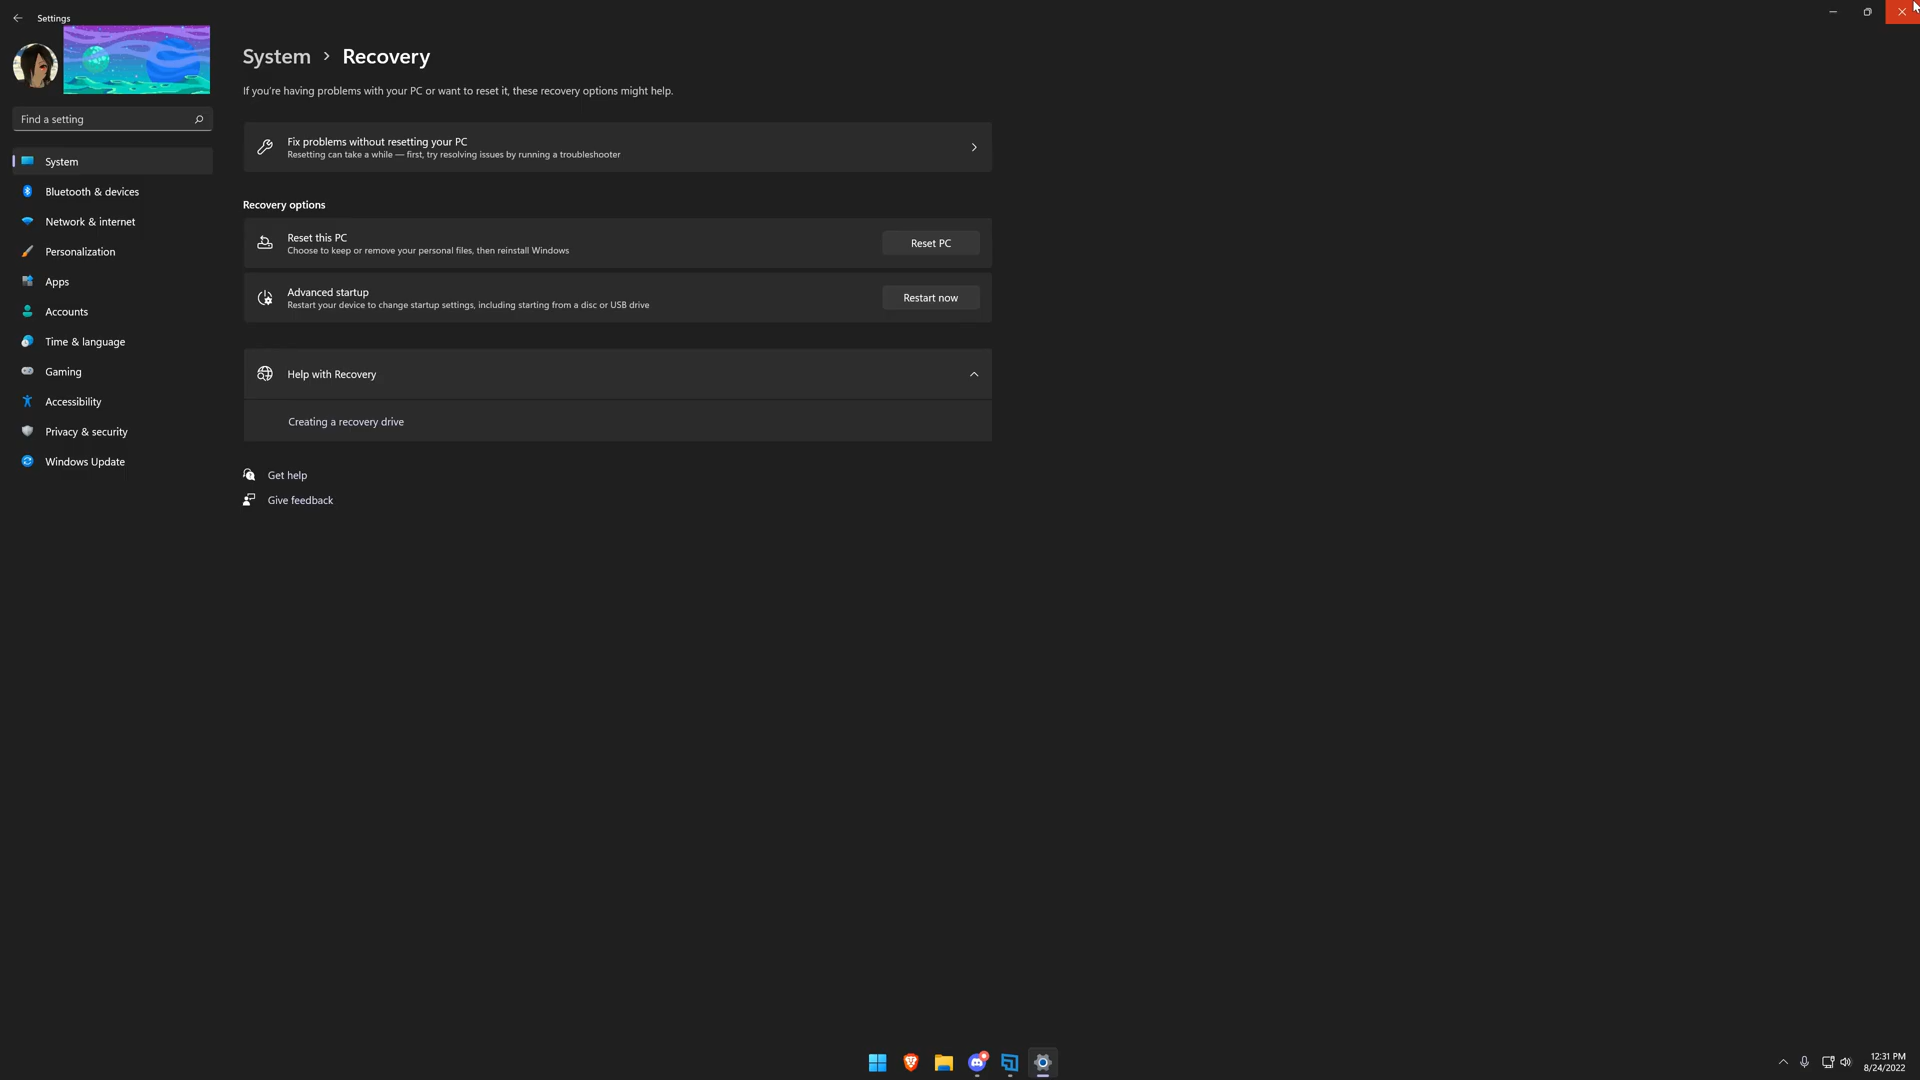 Settings
Find a setting
System
Bluetooth & devices
Network & internet
Personalization
Apps
Accounts
Time & language
Gaming
Accessibility
Privacy & security
Windows Update
System > Recovery
If you're having problems with your PC or want to reset it, these recovery options might help.
Fix problems without resetting your PC
Resetting can take a while — first, try resolving issues by running a troubleshooter
Recovery options
Reset this PC
Choose to keep or remove your personal files, then reinstall Windows
Reset PC
Advanced startup
Restart your device to change startup settings, including starting from a disc or USB drive
Restart now
Help with Recovery
Creating a recovery drive
Get help
Give feedback
12:31 PM
8/24/2022